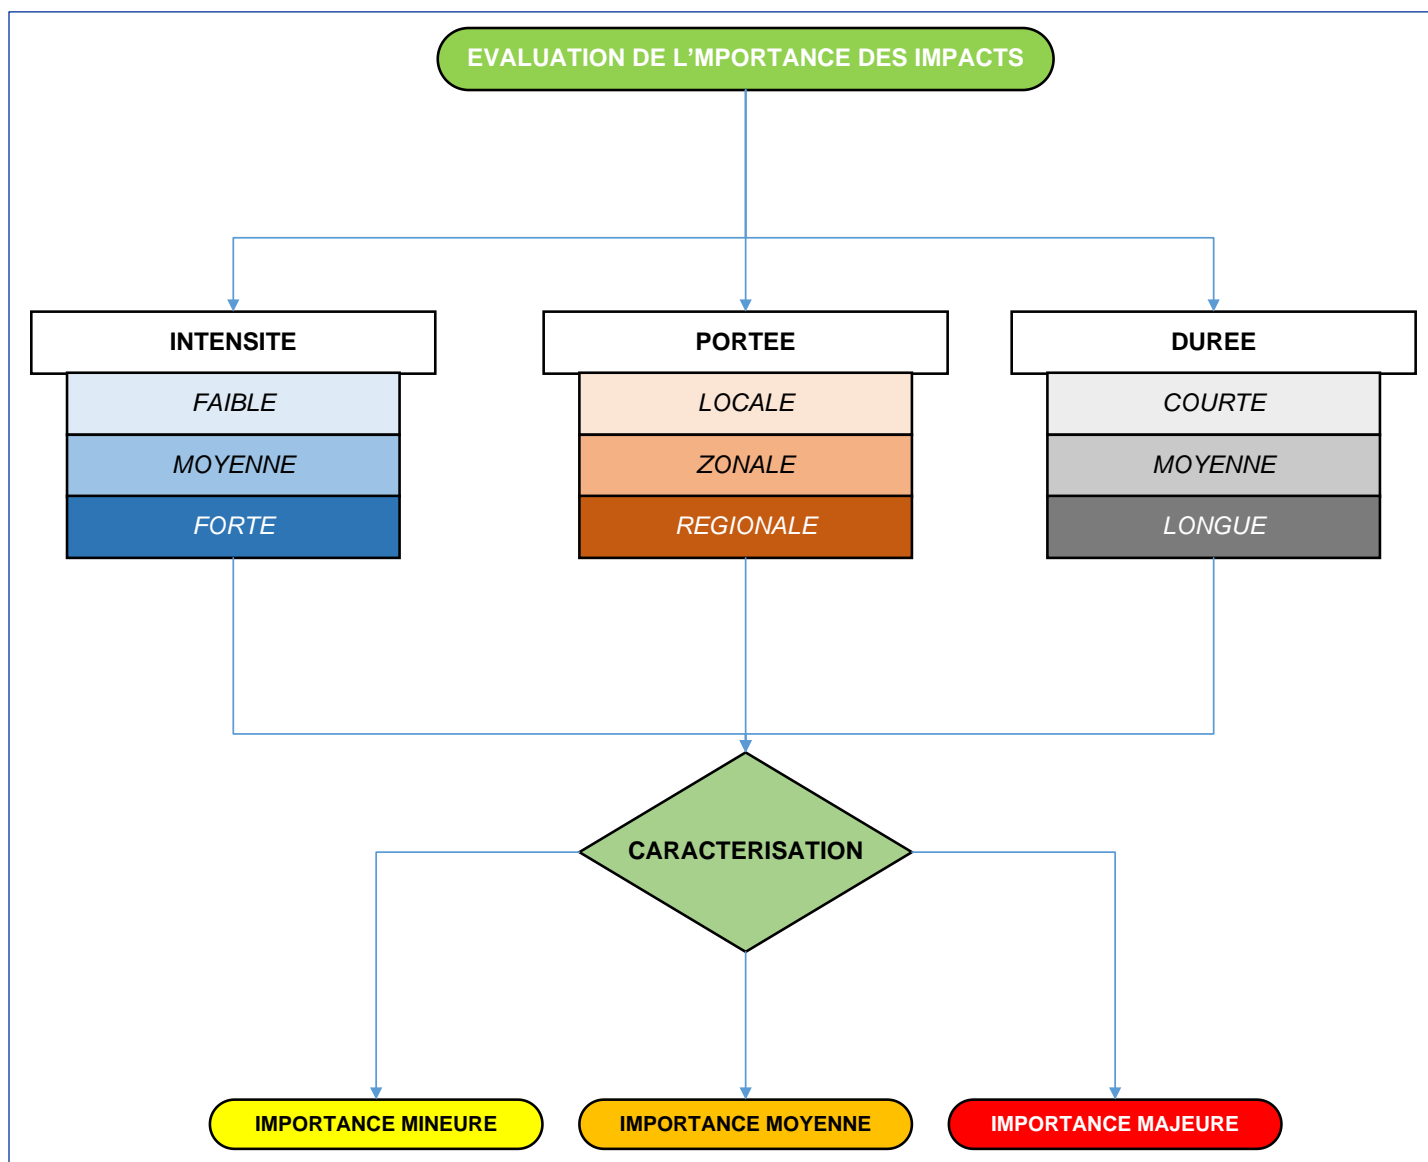 EVALUATION DE L’MPORTANCE DES IMPACTS
INTENSITE
FAIBLE
MOYENNE
FORTE
PORTEE
LOCALE
ZONALE
REGIONALE
DUREE
COURTE
MOYENNE
LONGUE
CARACTERISATION
IMPORTANCE MINEURE
IMPORTANCE MOYENNE
IMPORTANCE MAJEURE